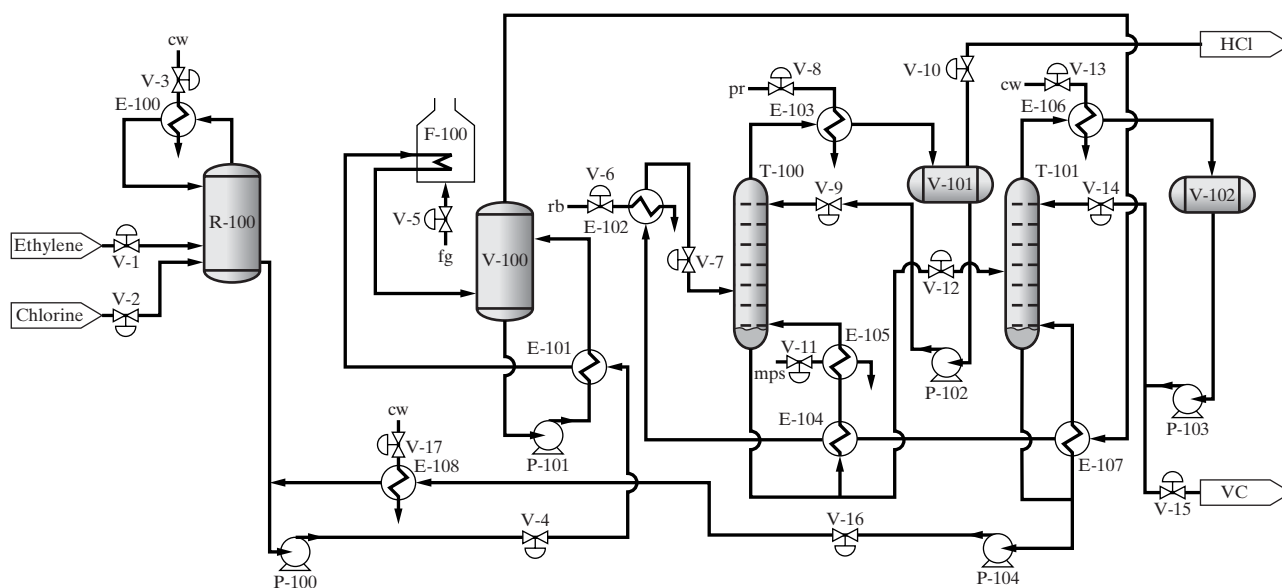 cw
V-3
E-100
R-100
Ethylene
V-1
Chlorine
V-2
P-100
F-100
V-5
fg
V-100
E-101
P-101
cw
V-17
E-108
V-4
V-6
rb
E-102
V-7
pr
V-8
E-103
T-100
V-9
V-101
V-10
HCl
V-11
mps
E-105
E-104
P-102
V-12
cw
V-13
E-106
T-101
V-14
V-102
P-103
E-107
V-15
VC
V-16
P-104